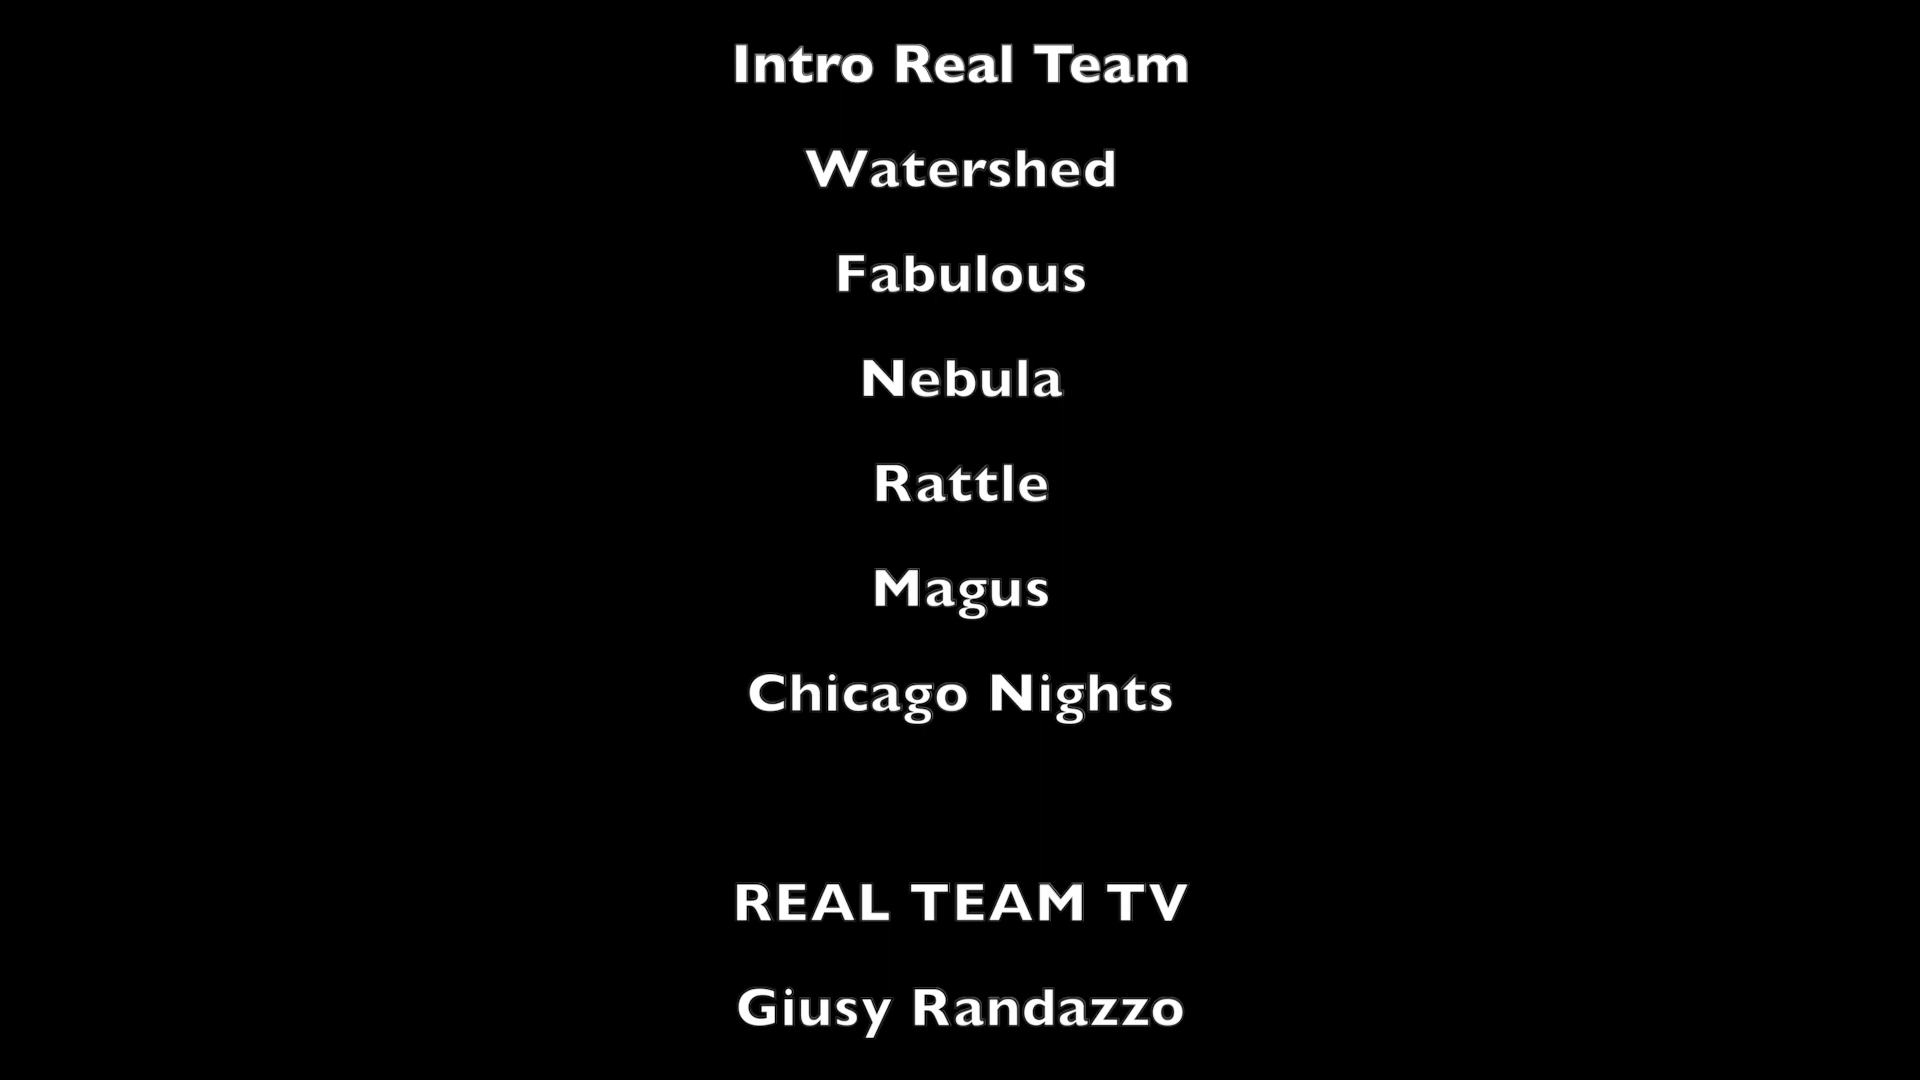 Intro Real Team
Watershed
Fabulous
Nebula
Rattle
Magus
Chicago Nights
REAL TEAM TV
Giusy Randazzo